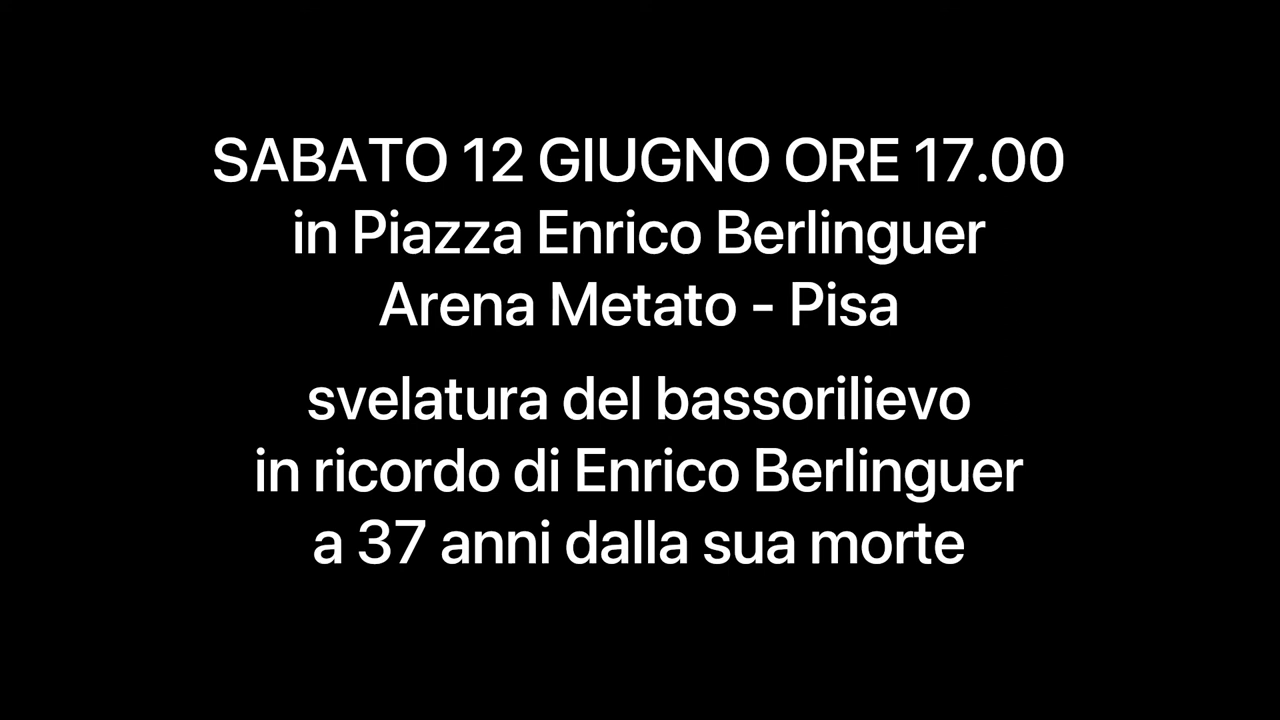 SABATO 12 GIUGNO ORE 17.00
in Piazza Enrico Berlinguer
Arena Metato - Pisa
svelatura del bassorilievo
in ricordo di Enrico Berlinguer
a 37 anni dalla sua morte